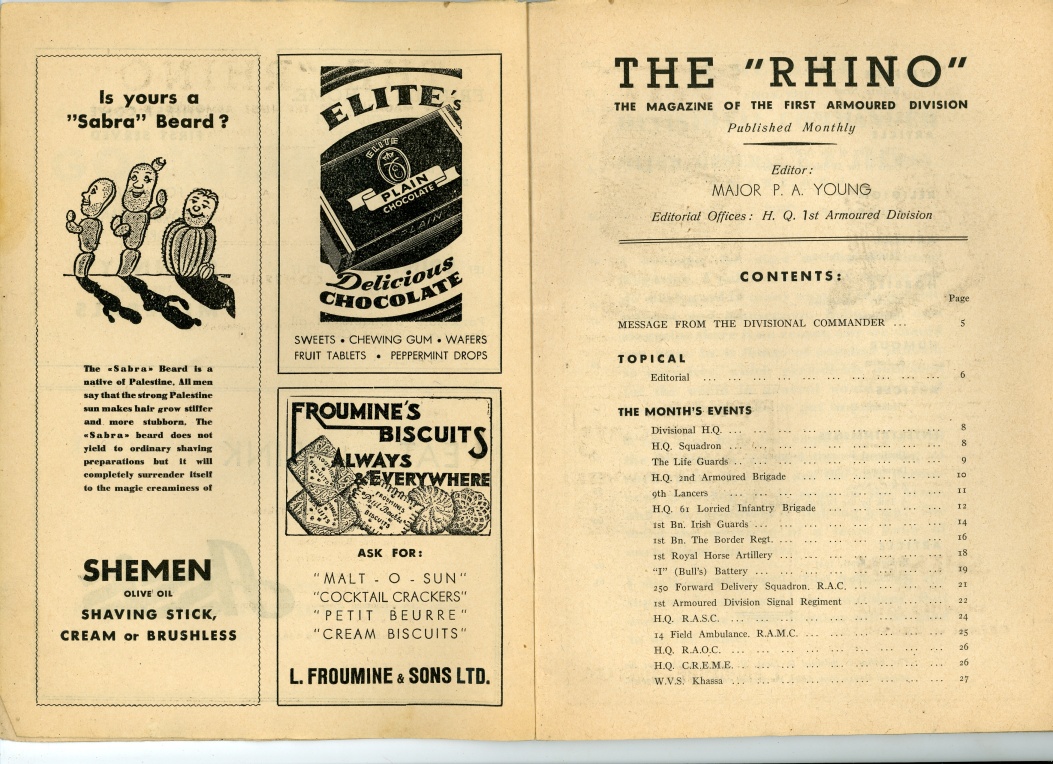 Is yours a
"Sabra" Beard?
The «Sabra» Beard is a
native of Palestine. All men
say that the strong Palestine
sun makes hair grow stiffer
and more stubborn. The
«Sabra» beard does not
yield to ordinary shaving
preparations but it will
completely surrender itself
to the magic creaminess of
SHEMEN
OLIVE OIL
SHAVING STICK,
CREAM or BRUSHLESS
ELITE's
ELITE
PLAIN
CHOCOLATE
PLAIN
Delicious
CHOCOLATE
SWEETS • CHEWING GUM • WAFERS
FRUIT TABLETS • PEPPERMINT DROPS
FROUMINE'S
BISCUITS
ALWAYS
& EVERYWHERE
FROUMINE'S
Petit Beurre
BISCUITS
ASK FOR:
"MALT - O - SUN"
"COCKTAIL CRACKERS"
"PETIT BEURRE"
"CREAM BISCUITS"
L. FROUMINE & SONS LTD.
THE "RHINO"
THE MAGAZINE OF THE FIRST ARMOURED DIVISION
Published Monthly
Editor:
MAJOR P. A. YOUNG
Editorial Offices: H. Q. 1st Armoured Division
CONTENTS:
Page
MESSAGE FROM THE DIVISIONAL COMMANDER ... 5
TOPICAL
Editorial ... ... ... ... ... ... ... ... ... 6
THE MONTH'S EVENTS
Divisional H.Q. ... ... ... ... ... ... ... ... 8
H.Q. Squadron ... ... ... ... ... ... ... ... 8
The Life Guards ... ... ... ... ... ... ... ... 9
H.Q. 2nd Armoured Brigade ... ... ... ... ... ... 10
9th Lancers ... ... ... ... ... ... ... ... 11
H.Q. 61 Lorried Infantry Brigade ... ... ... ... ... 12
1st Bn. Irish Guards ... ... ... ... ... ... ... 14
1st Bn. The Border Regt. ... ... ... ... ... ... 16
1st Royal Horse Artillery ... ... ... ... ... ... 18
"I" (Bull's) Battery ... ... ... ... ... ... ... 19
250 Forward Delivery Squadron. R.A.C. ... ... ... ... 21
1st Armoured Division Signal Regiment ... ... ... ... 22
H.Q. R.A.S.C. ... ... ... ... ... ... ... ... 24
14 Field Ambulance. R.A.M.C. ... ... ... ... ... ... 25
H.Q. R.A.O.C. ... ... ... ... ... ... ... ... 26
H.Q. C.R.E.M.E. ... ... ... ... ... ... ... ... 26
W.V.S. Khassa ... ... ... ... ... ... ... ... 27